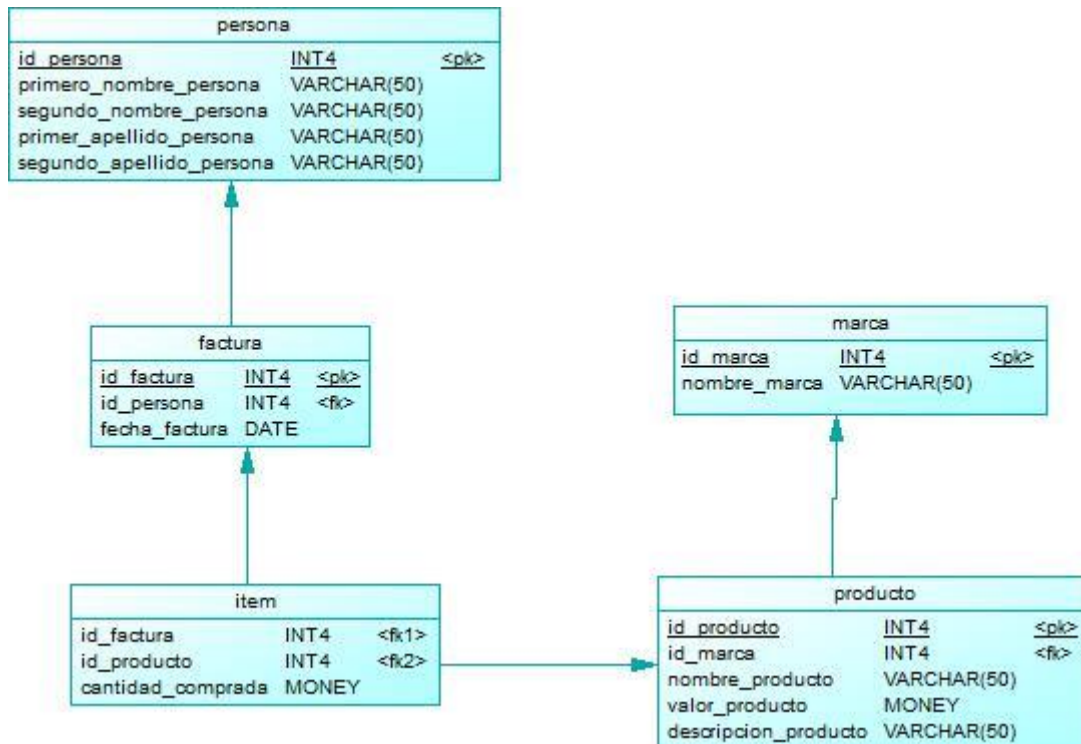 persona
id_persona INT4 <pk>
primero_nombre_persona VARCHAR(50)
segundo_nombre_persona VARCHAR(50)
primer_apellido_persona VARCHAR(50)
segundo_apellido_persona VARCHAR(50)
factura
id_factura INT4 <pk>
id_persona INT4 <fk>
fecha_factura DATE
marca
id_marca INT4 <pk>
nombre_marca VARCHAR(50)
item
id_factura INT4 <fk1>
id_producto INT4 <fk2>
cantidad_comprada MONEY
producto
id_producto INT4 <pk>
id_marca INT4 <fk>
nombre_producto VARCHAR(50)
valor_producto MONEY
descripcion_producto VARCHAR(50)